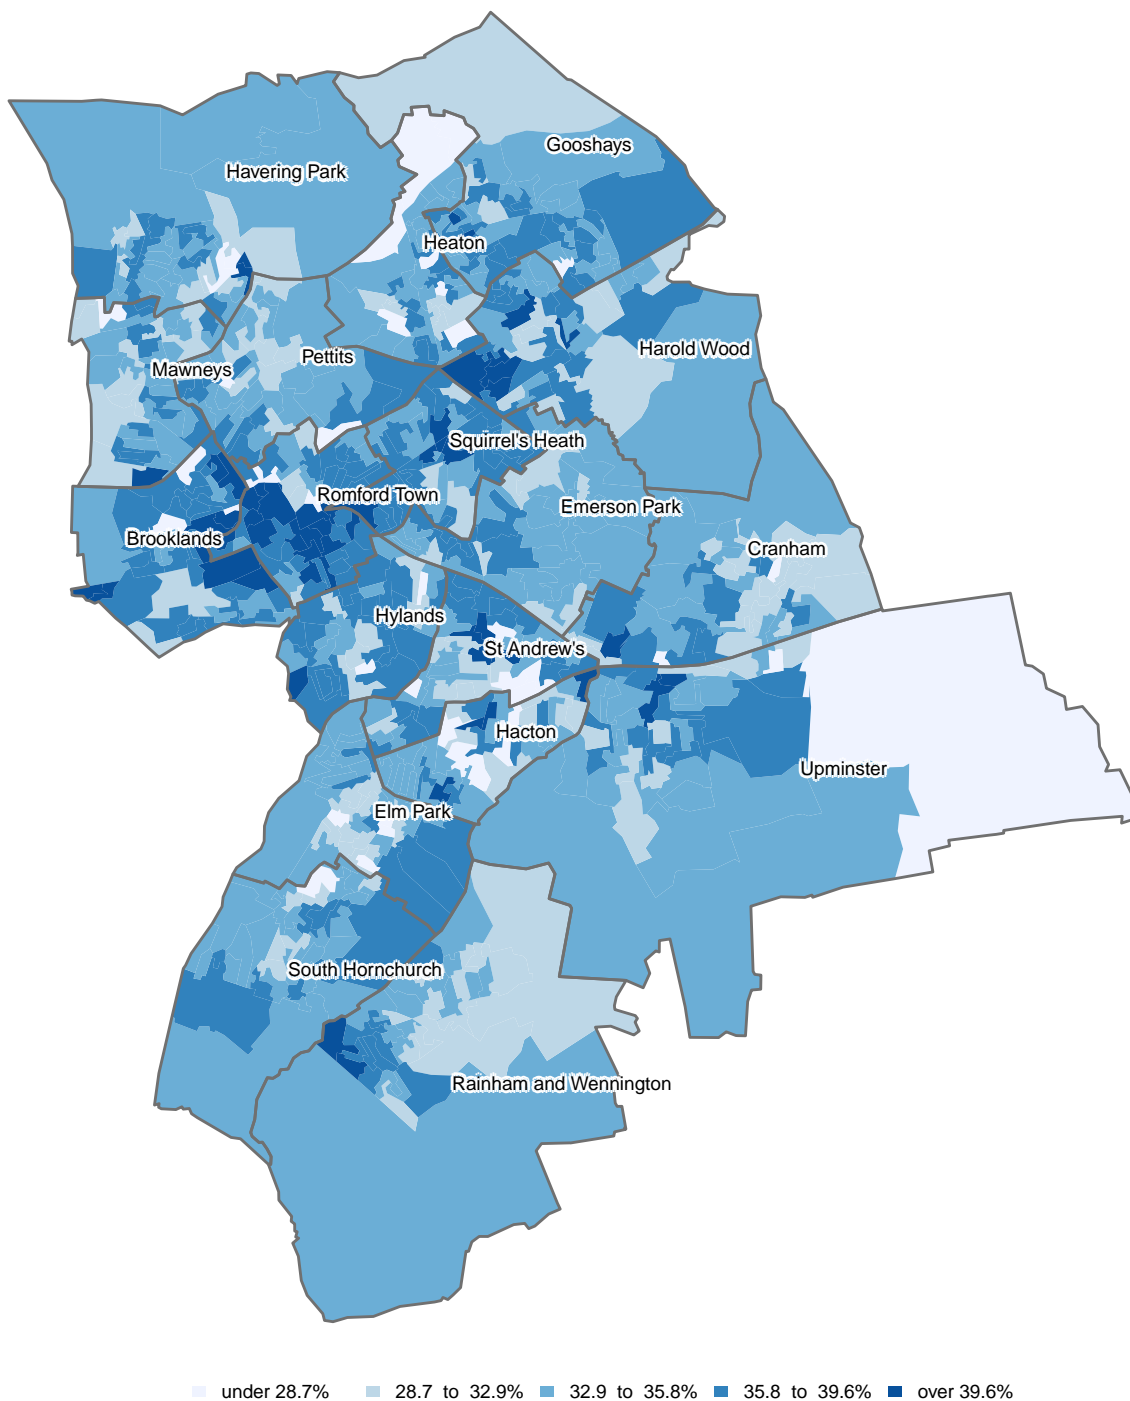 Gooshays
Havering Park
Heaton
Harold Wood
Pettits
Mawneys
Squirrel's Heath
Romford Town
Emerson Park
Brooklands
Cranham
Hylands
St Andrew's
Hacton
Upminster
Elm Park
South Hornchurch
Rainham and Wennington
under 28.7% 28.7 to 32.9% 32.9 to 35.8% 35.8 to 39.6% over 39.6%